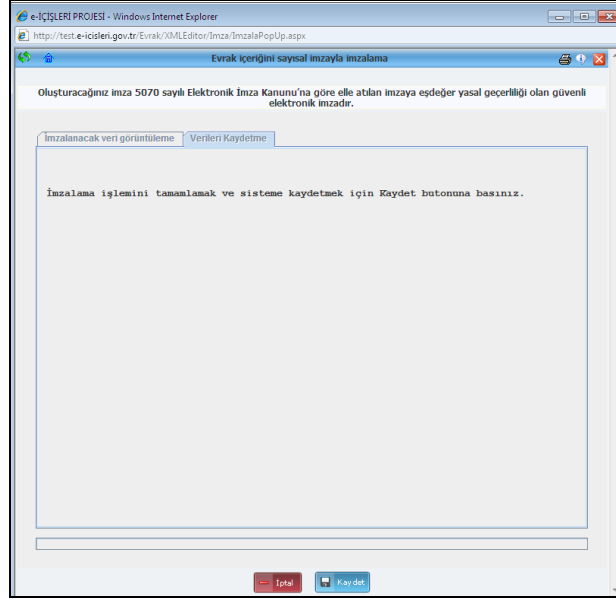 e-İÇİŞLERİ PROJESİ - Windows Internet Explorer
http://test.e-icisleri.gov.tr/Evrak/XMLEditor/Imza/ImzalaPopUp.aspx
Evrak içeriğini sayısal imzayla imzalama
Oluşturacağınız imza 5070 sayılı Elektronik İmza Kanunu'na göre elle atılan imzaya eşdeğer yasal geçerliliği olan güvenli
elektronik imzadır.
İmzalanacak veri görüntüleme Verileri Kaydetme
İmzalama işlemini tamamlamak ve sisteme kaydetmek için Kaydet butonuna basınız.
İptal Kaydet